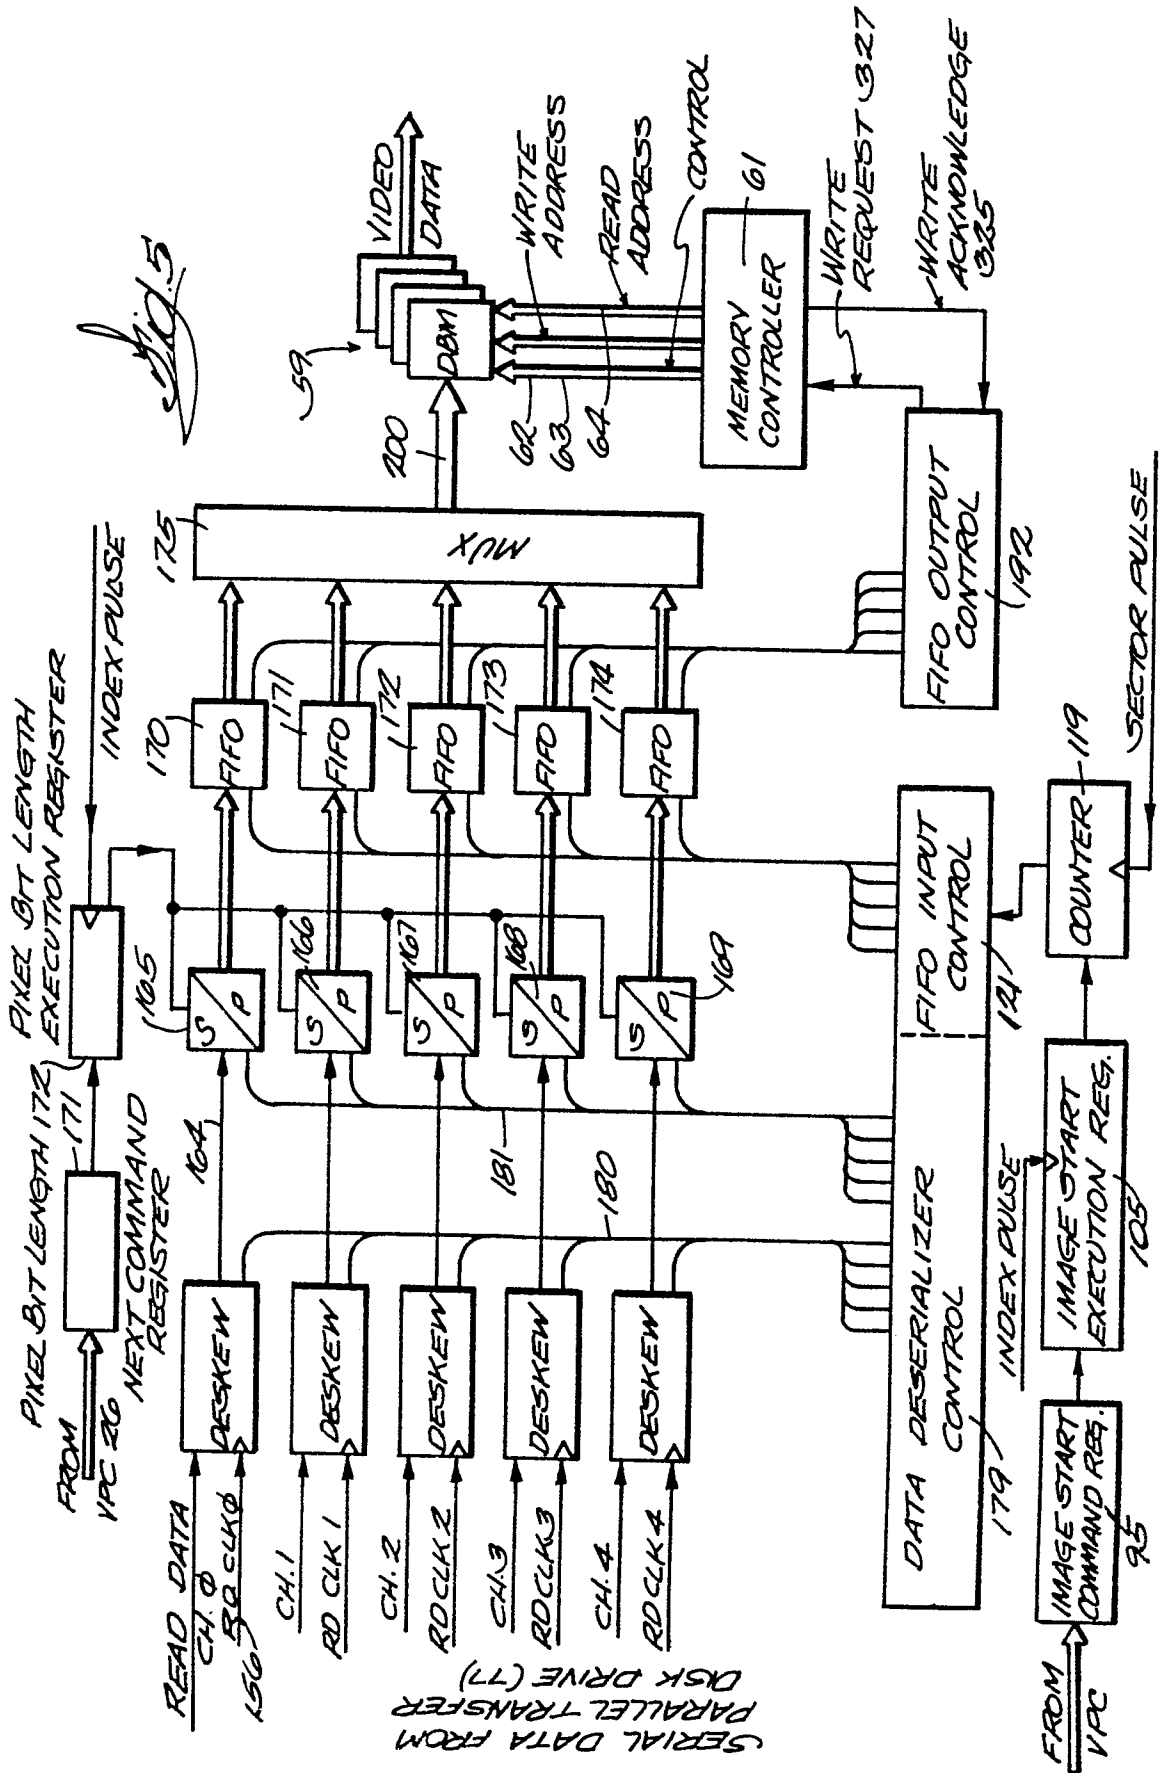 Fig. 5
PIXEL BIT LENGTH
EXECUTION REGISTER
INDEX PULSE
PIXEL BIT LENGTH 172
171
FROM
VPC 26
NEXT COMMAND
REGISTER
READ DATA
CH. 0
RD CLK 0
156
CH. 1
RD CLK 1
CH. 2
RD CLK 2
CH. 3
RD CLK 3
CH. 4
RD CLK 4
SERIAL DATA FROM
PARALLEL TRANSFER
DISK DRIVE (77)
DESKEW
DESKEW
DESKEW
DESKEW
DESKEW
164
181
180
165
S/P
166
S/P
167
S/P
168
S/P
169
S/P
170
FIFO
171
FIFO
172
FIFO
173
FIFO
174
FIFO
175
MUX
200
59
DBM
VIDEO
DATA
62
63
64
WRITE
ADDRESS
READ
ADDRESS
CONTROL
MEMORY
CONTROLLER
61
WRITE
REQUEST 327
WRITE
ACKNOWLEDGE
325
FIFO OUTPUT
CONTROL
192
DATA DESERIALIZER
CONTROL
179
FIFO INPUT
CONTROL
121
FROM
VPC
IMAGE START
COMMAND REG.
95
INDEX PULSE
IMAGE START
EXECUTION REG.
105
COUNTER
119
SECTOR PULSE